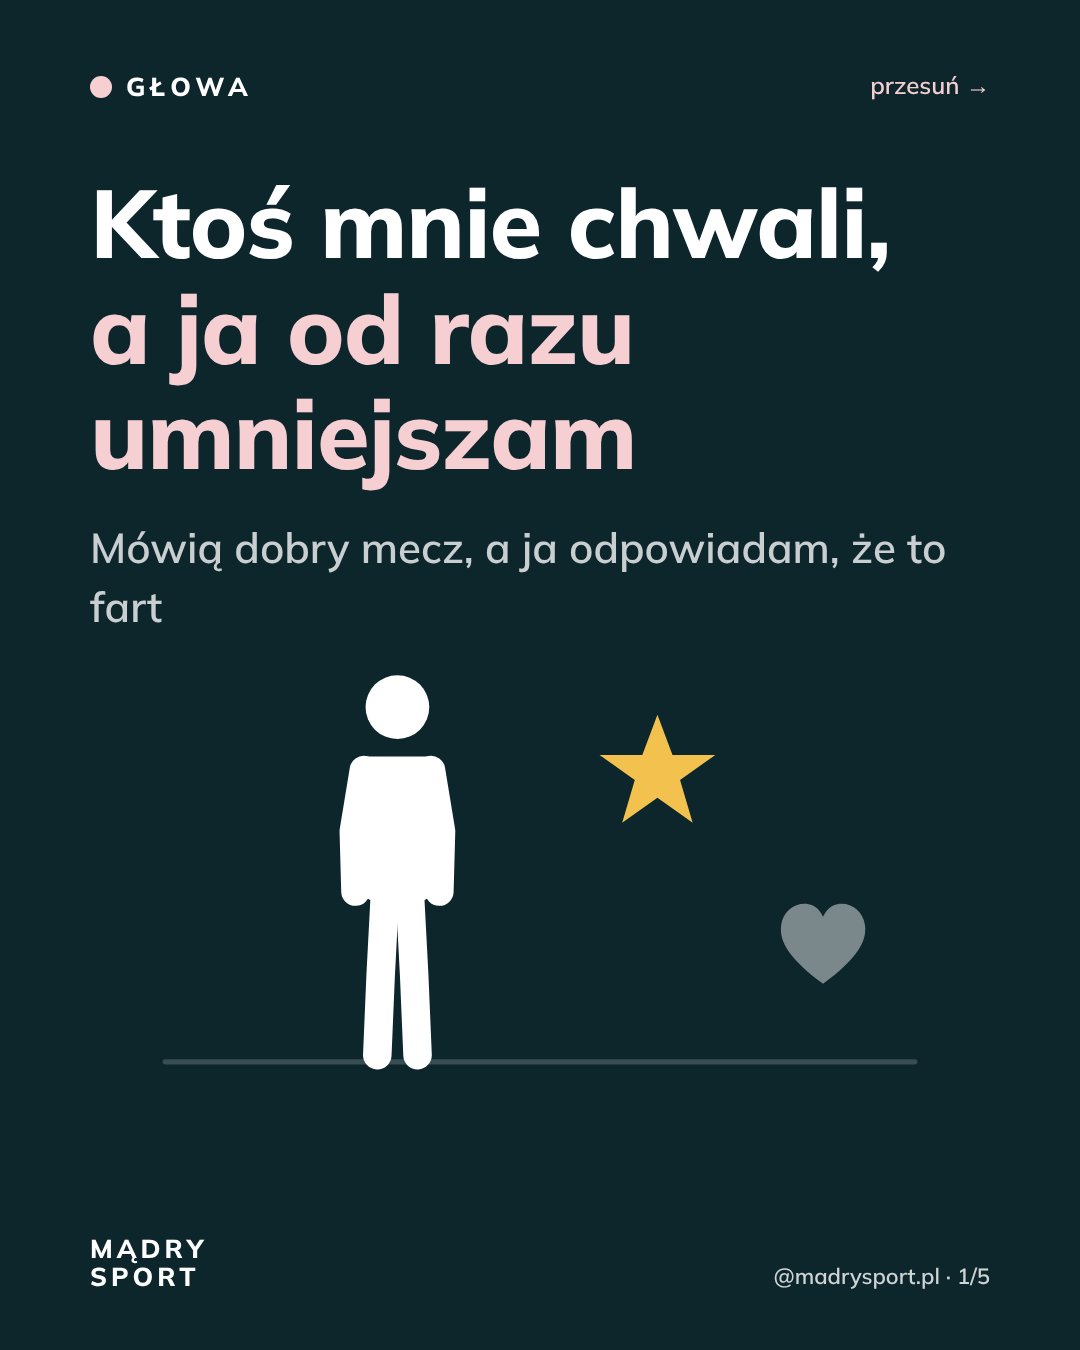 GŁOWA
przesuń →
Ktoś mnie chwali,
a ja od razu
umniejszam
Mówią dobry mecz, a ja odpowiadam, że to
fart
MĄDRY
SPORT
@madrysport.pl · 1/5